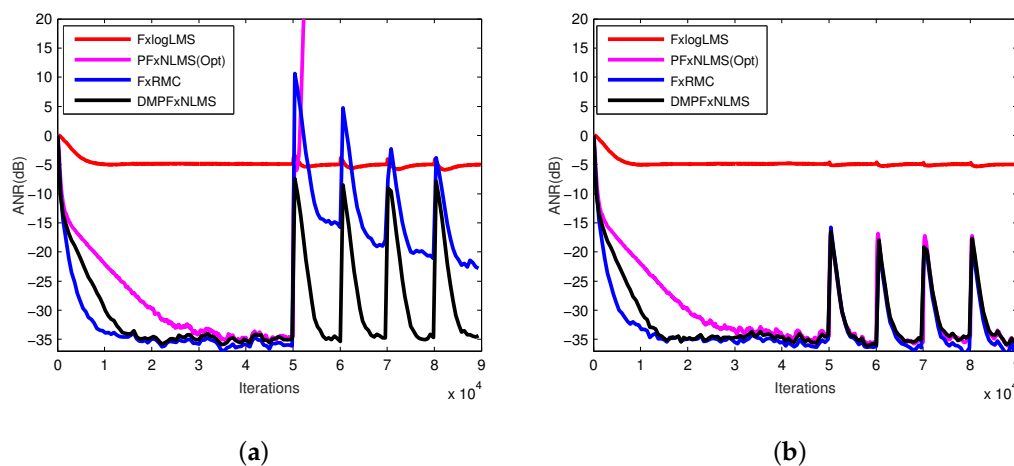 20
15
10
5
0
−5
−10
−15
−20
−25
−30
−35
ANR(dB)
FxlogLMS
PFxNLMS(Opt)
FxRMC
DMPFxNLMS
0 1 2 3 4 5 6 7 8 9
Iterations
x 10^4
(a)
20
15
10
5
0
−5
−10
−15
−20
−25
−30
−35
ANR(dB)
FxlogLMS
PFxNLMS(Opt)
FxRMC
DMPFxNLMS
0 1 2 3 4 5 6 7 8 9
Iterations
x 10^4
(b)